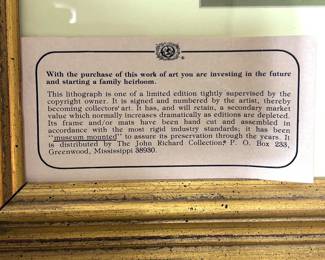 With the purchase of this work of art you are investing in the future
and starting a family heirloom.
This lithograph is one of a limited edition tightly supervised by the
copyright owner. It is signed and numbered by the artist, thereby
becoming collectors' art. It has, and will retain, a secondary market
value which normally increases dramatically as editions are depleted.
Its frame and/or mats have been hand cut and assembled in
accordance with the most rigid industry standards; it has been
"museum mounted" to assure its preservation through the years. It
is distributed by The John Richard Collection,® P. O. Box 233,
Greenwood, Mississippi 38930.